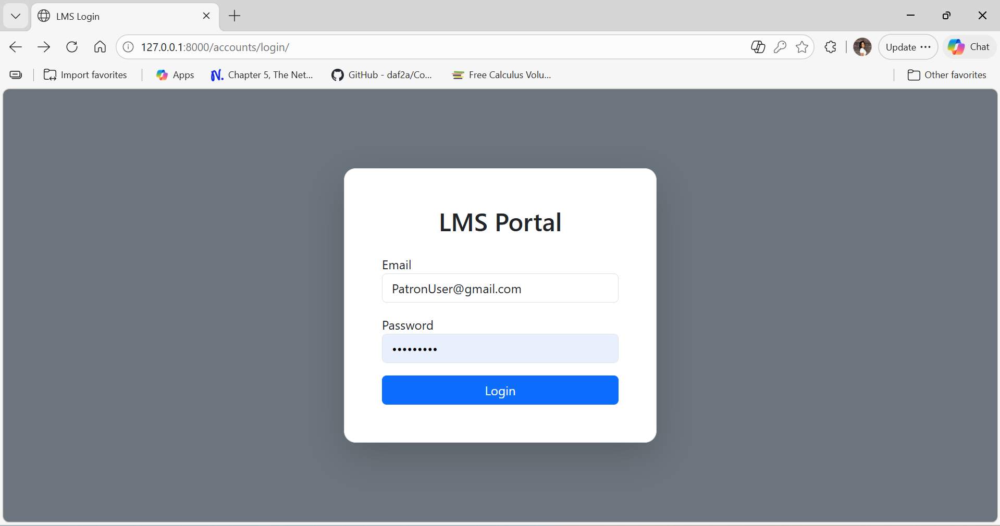 LMS Login
127.0.0.1:8000/accounts/login/
Update
Chat
Import favorites
Apps
N. Chapter 5, The Net...
GitHub - daf2a/Co...
Free Calculus Volu...
Other favorites
LMS Portal
Email
PatronUser@gmail.com
Password
•••••••••
Login